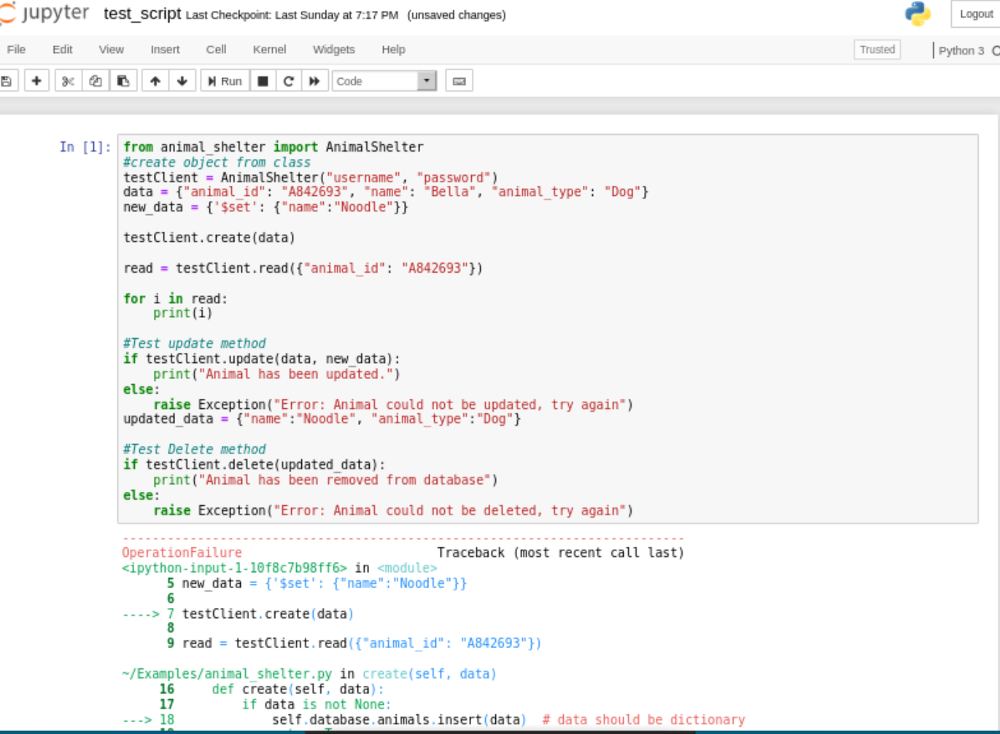 jupyter test_script Last Checkpoint: Last Sunday at 7:17 PM (unsaved changes) Logout
File Edit View Insert Cell Kernel Widgets Help Trusted Python 3
Run Code
In [1]: from animal_shelter import AnimalShelter
#create object from class
testClient = AnimalShelter("username", "password")
data = {"animal_id": "A842693", "name": "Bella", "animal_type": "Dog"}
new_data = {'$set': {"name":"Noodle"}}
testClient.create(data)
read = testClient.read({"animal_id": "A842693"})
for i in read:
    print(i)
#Test update method
if testClient.update(data, new_data):
    print("Animal has been updated.")
else:
    raise Exception("Error: Animal could not be updated, try again")
updated_data = {"name":"Noodle", "animal_type":"Dog"}
#Test Delete method
if testClient.delete(updated_data):
    print("Animal has been removed from database")
else:
    raise Exception("Error: Animal could not be deleted, try again")
---------------------------------------------------------------------------
OperationFailure                          Traceback (most recent call last)
<ipython-input-1-10f8c7b98ff6> in <module>
      5 new_data = {'$set': {"name":"Noodle"}}
      6
----> 7 testClient.create(data)
      8
      9 read = testClient.read({"animal_id": "A842693"})
~/Examples/animal_shelter.py in create(self, data)
     16     def create(self, data):
     17         if data is not None:
---> 18             self.database.animals.insert(data)  # data should be dictionary